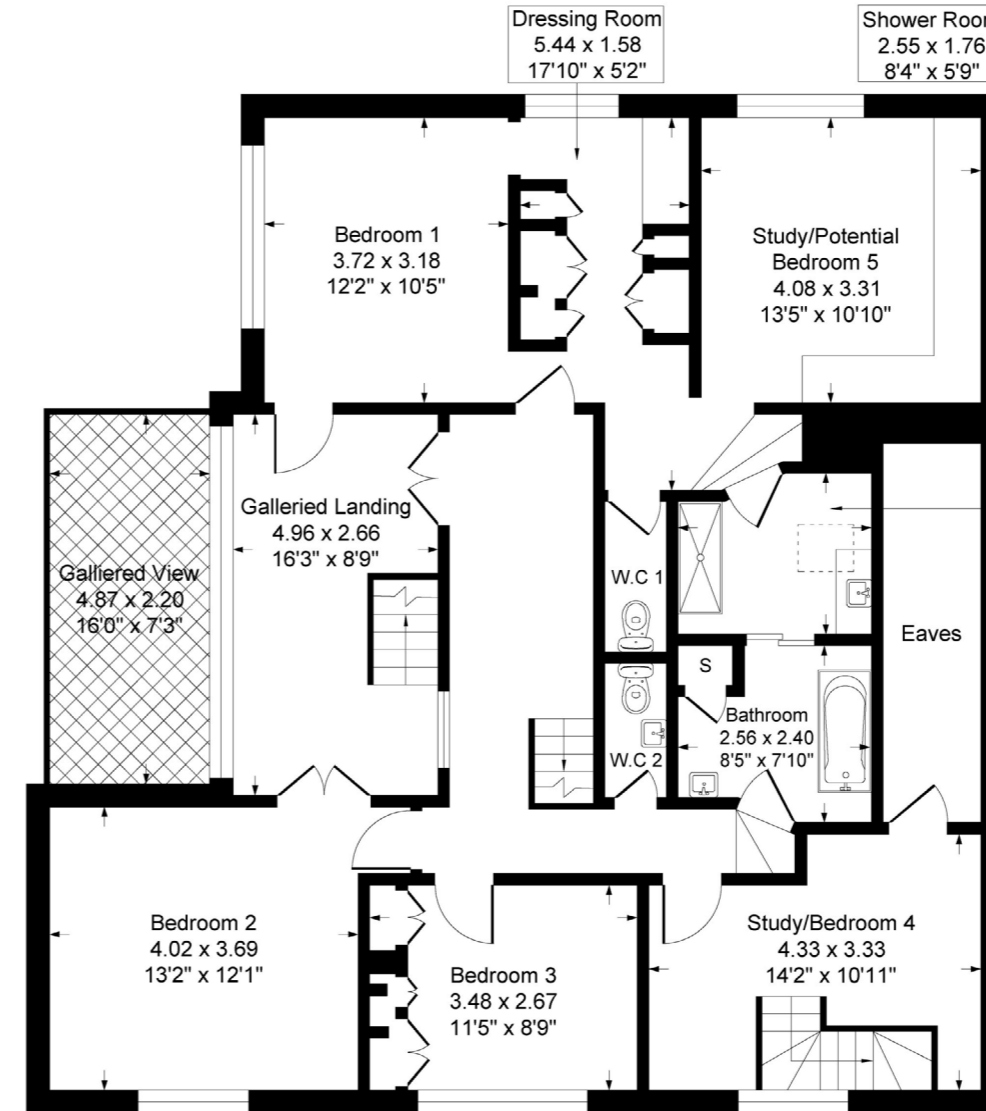 Dressing Room
5.44 x 1.58
17'10" x 5'2"
Shower Room
2.55 x 1.76
8'4" x 5'9"
Bedroom 1
3.72 x 3.18
12'2" x 10'5"
Study/Potential
Bedroom 5
4.08 x 3.31
13'5" x 10'10"
Galleried Landing
4.96 x 2.66
16'3" x 8'9"
Galliered View
4.87 x 2.20
16'0" x 7'3"
W.C 1
Eaves
S
Bathroom
2.56 x 2.40
8'5" x 7'10"
W.C 2
Bedroom 2
4.02 x 3.69
13'2" x 12'1"
Bedroom 3
3.48 x 2.67
11'5" x 8'9"
Study/Bedroom 4
4.33 x 3.33
14'2" x 10'11"